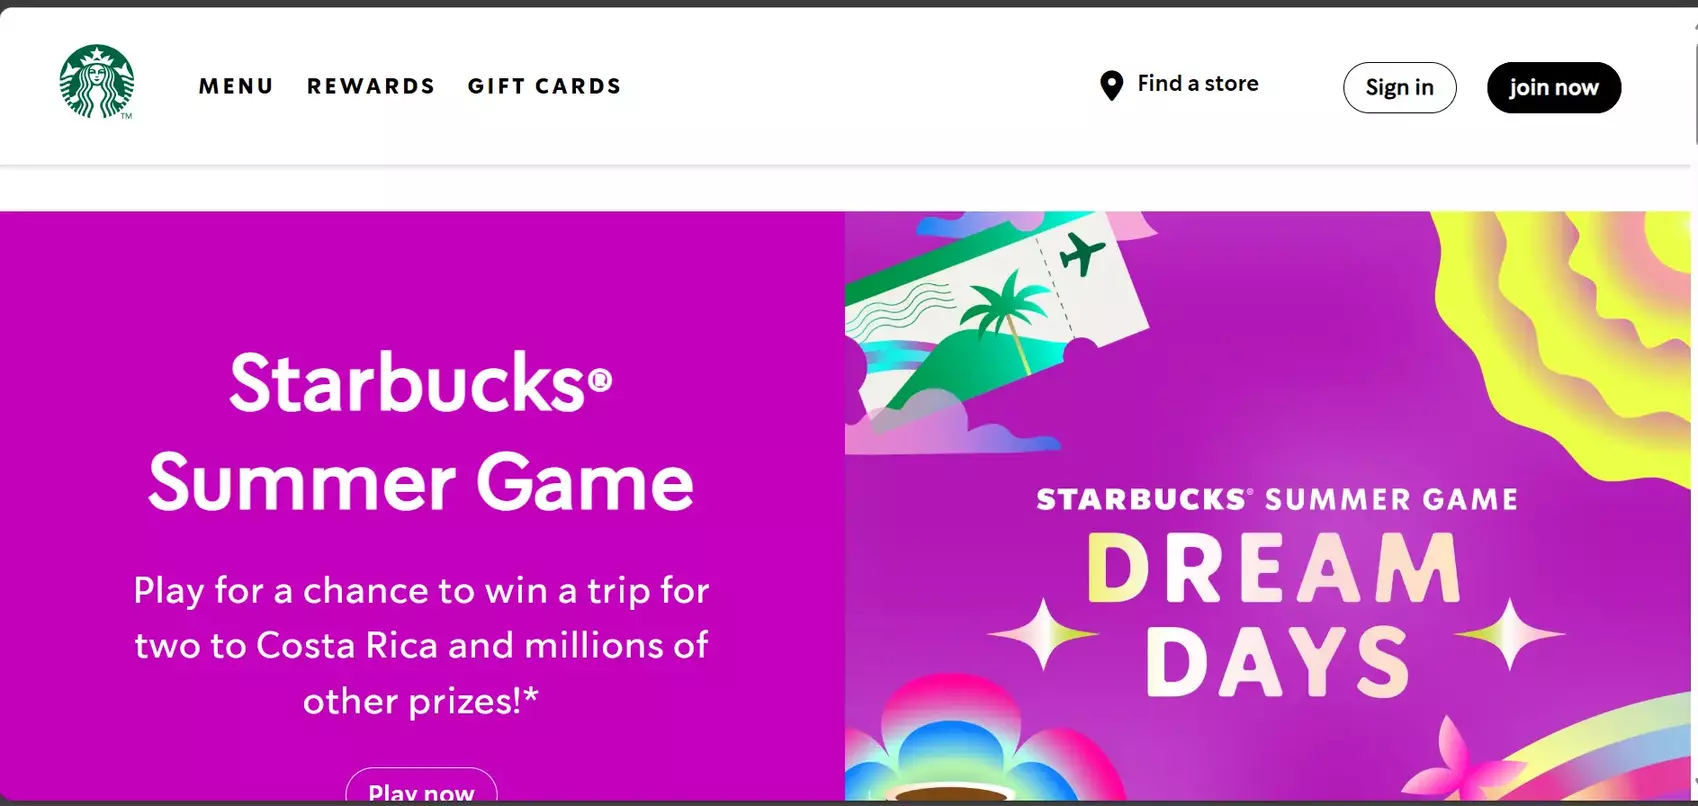 MENU REWARDS GIFT CARDS Find a store Sign in join now
TM
Starbucks®
Summer Game
Play for a chance to win a trip for
two to Costa Rica and millions of
other prizes!*
Play now
STARBUCKS® SUMMER GAME
DREAM
DAYS